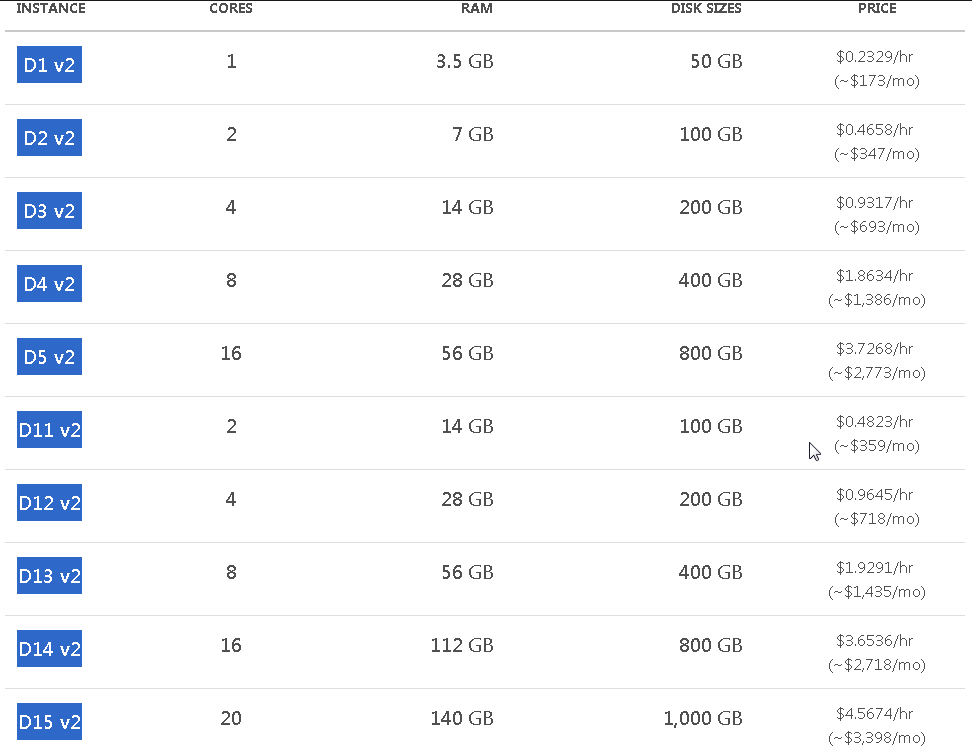 INSTANCE CORES RAM DISK SIZES PRICE
D1 v2 1 3.5 GB 50 GB $0.2329/hr
(~$173/mo)
D2 v2 2 7 GB 100 GB $0.4658/hr
(~$347/mo)
D3 v2 4 14 GB 200 GB $0.9317/hr
(~$693/mo)
D4 v2 8 28 GB 400 GB $1.8634/hr
(~$1,386/mo)
D5 v2 16 56 GB 800 GB $3.7268/hr
(~$2,773/mo)
D11 v2 2 14 GB 100 GB $0.4823/hr
(~$359/mo)
D12 v2 4 28 GB 200 GB $0.9645/hr
(~$718/mo)
D13 v2 8 56 GB 400 GB $1.9291/hr
(~$1,435/mo)
D14 v2 16 112 GB 800 GB $3.6536/hr
(~$2,718/mo)
D15 v2 20 140 GB 1,000 GB $4.5674/hr
(~$3,398/mo)